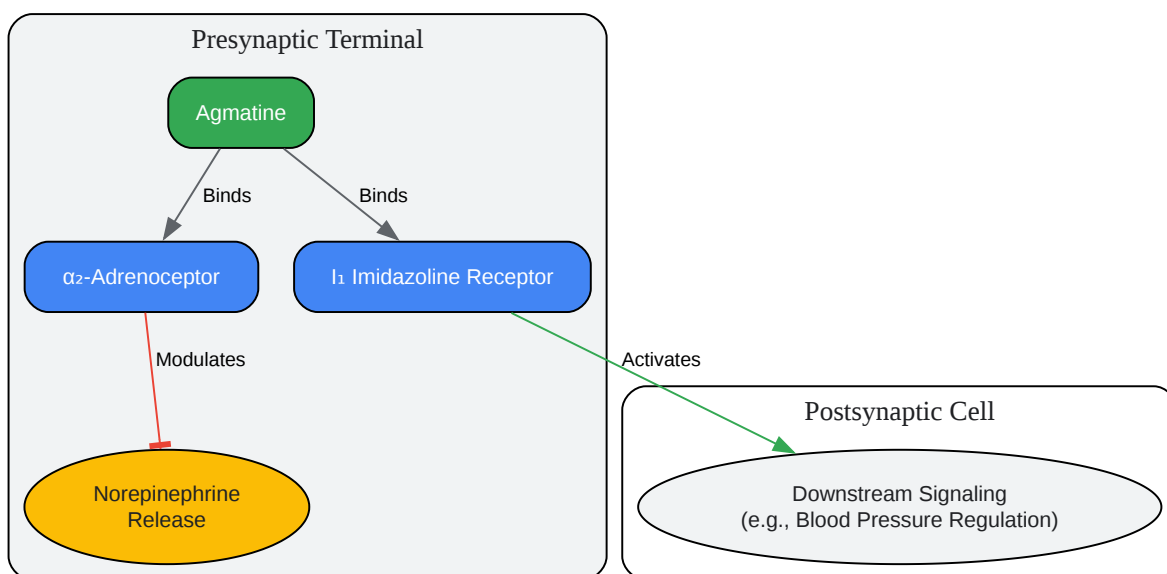 Presynaptic Terminal
Agmatine
Binds
Binds
α₂-Adrenoceptor
I₁ Imidazoline Receptor
Modulates
Activates
Postsynaptic Cell
Norepinephrine
Release
Downstream Signaling
(e.g., Blood Pressure Regulation)